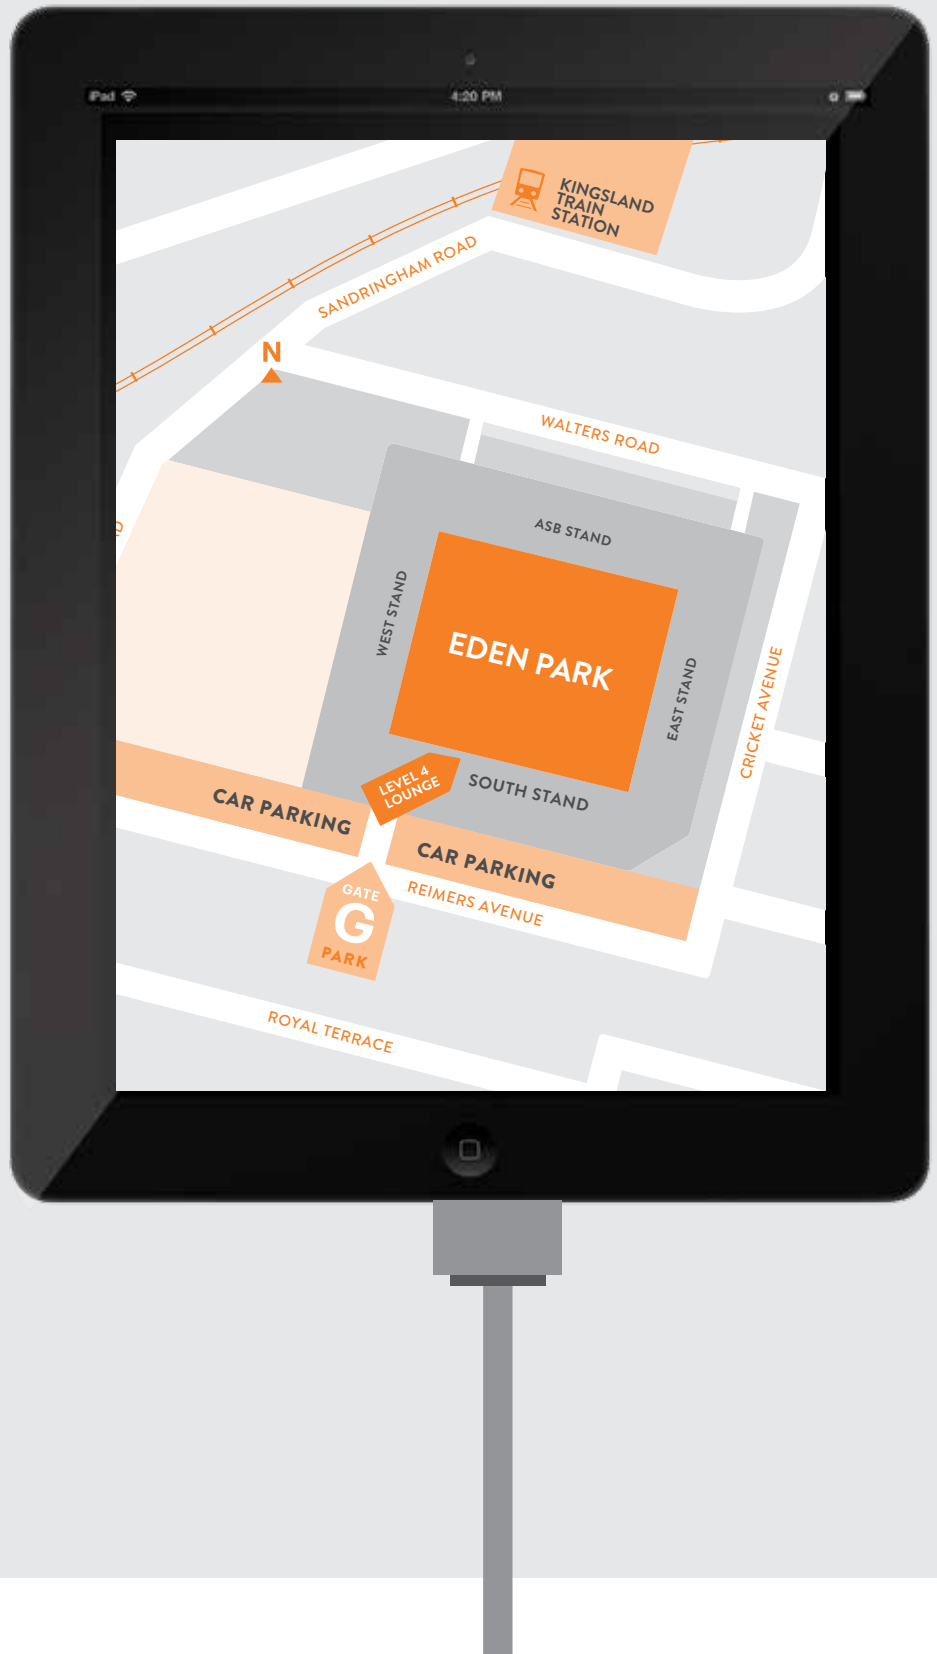 iPad
4:20 PM
KINGSLAND
TRAIN
STATION
SANDRINGHAM ROAD
N
WALTERS ROAD
ASB STAND
WEST STAND
EDEN PARK
EAST STAND
CRICKET AVENUE
LEVEL 4
LOUNGE
SOUTH STAND
CAR PARKING
CAR PARKING
GATE
G
PARK
REIMERS AVENUE
ROYAL TERRACE